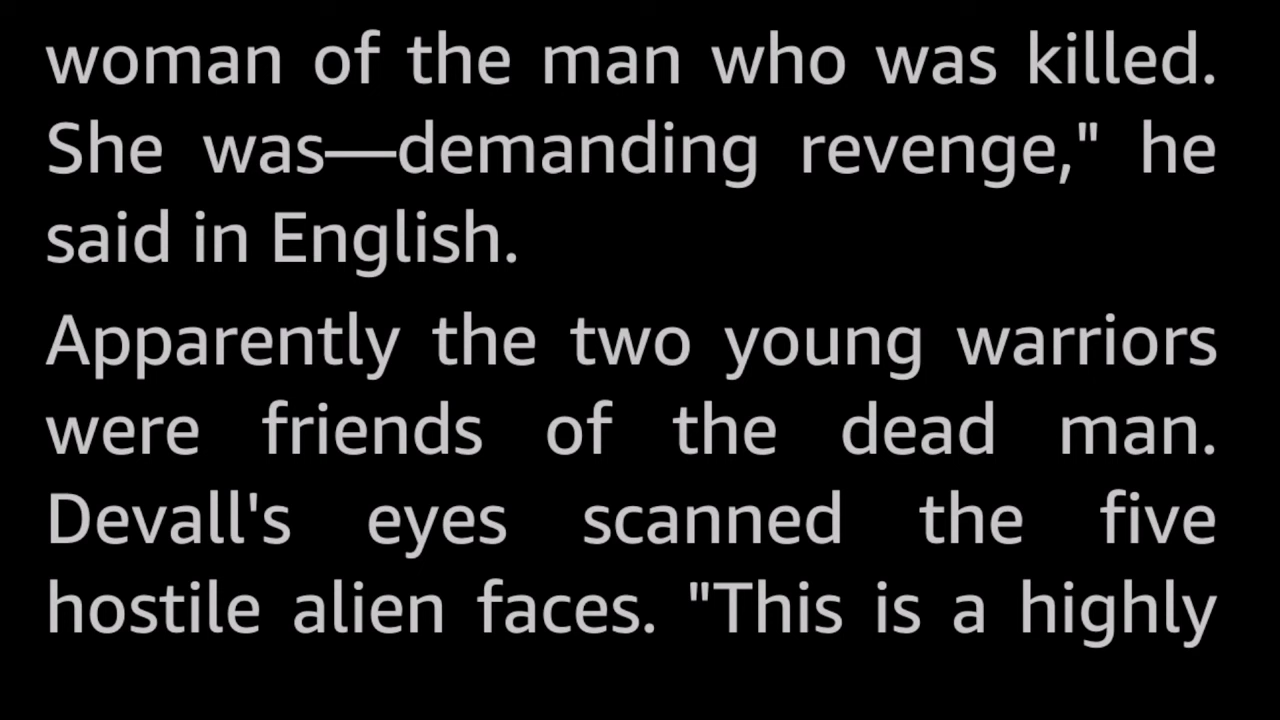 woman of the man who was killed.
She was—demanding revenge," he
said in English.
Apparently the two young warriors
were friends of the dead man.
Devall's eyes scanned the five
hostile alien faces. "This is a highly